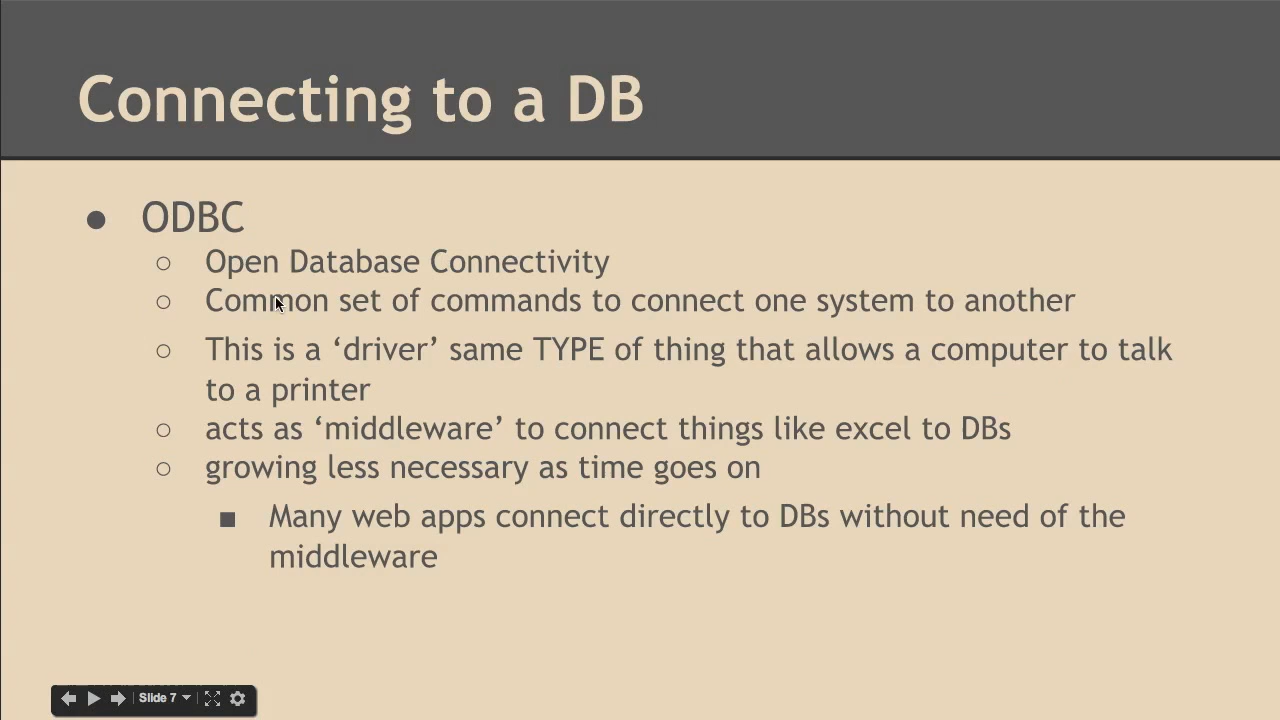 Connecting to a DB
● ODBC
○ Open Database Connectivity
○ Common set of commands to connect one system to another
○ This is a ‘driver’ same TYPE of thing that allows a computer to talk
to a printer
○ acts as ‘middleware’ to connect things like excel to DBs
○ growing less necessary as time goes on
■ Many web apps connect directly to DBs without need of the
middleware
Slide 7